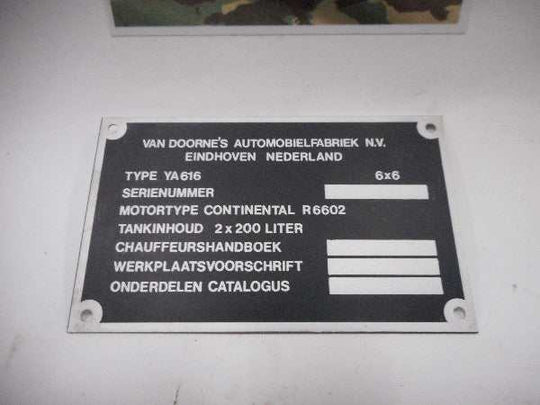 VAN DOORNE'S AUTOMOBIELFABRIEK N.V.
EINDHOVEN NEDERLAND
TYPE YA616 6x6
SERIENUMMER
MOTORTYPE CONTINENTAL R6602
TANKINHOUD 2 x 200 LITER
CHAUFFEURSHANDBOEK
WERKPLAATSVOORSCHRIFT
ONDERDELEN CATALOGUS